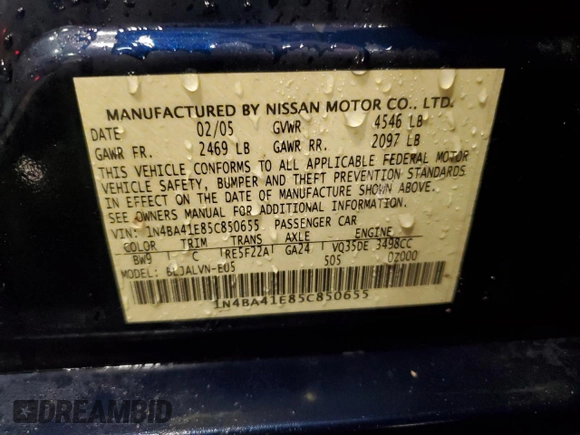 MANUFACTURED BY NISSAN MOTOR CO., LTD.
DATE 02/05 GVWR 4546 LB
GAWR FR. 2469 LB GAWR RR. 2097 LB
THIS VEHICLE CONFORMS TO ALL APPLICABLE FEDERAL MOTOR
VEHICLE SAFETY, BUMPER AND THEFT PREVENTION STANDARDS
IN EFFECT ON THE DATE OF MANUFACTURE SHOWN ABOVE.
SEE OWNERS MANUAL FOR ADDITIONAL INFORMATION.
VIN: 1N4BA41E85C850655 PASSENGER CAR
COLOR TRIM TRANS AXLE ENGINE
BW9 C RE5F22A GA24 VQ35DE 3498CC
MODEL: 505 0Z000
1N4BA41E85C850655
DREAMBID